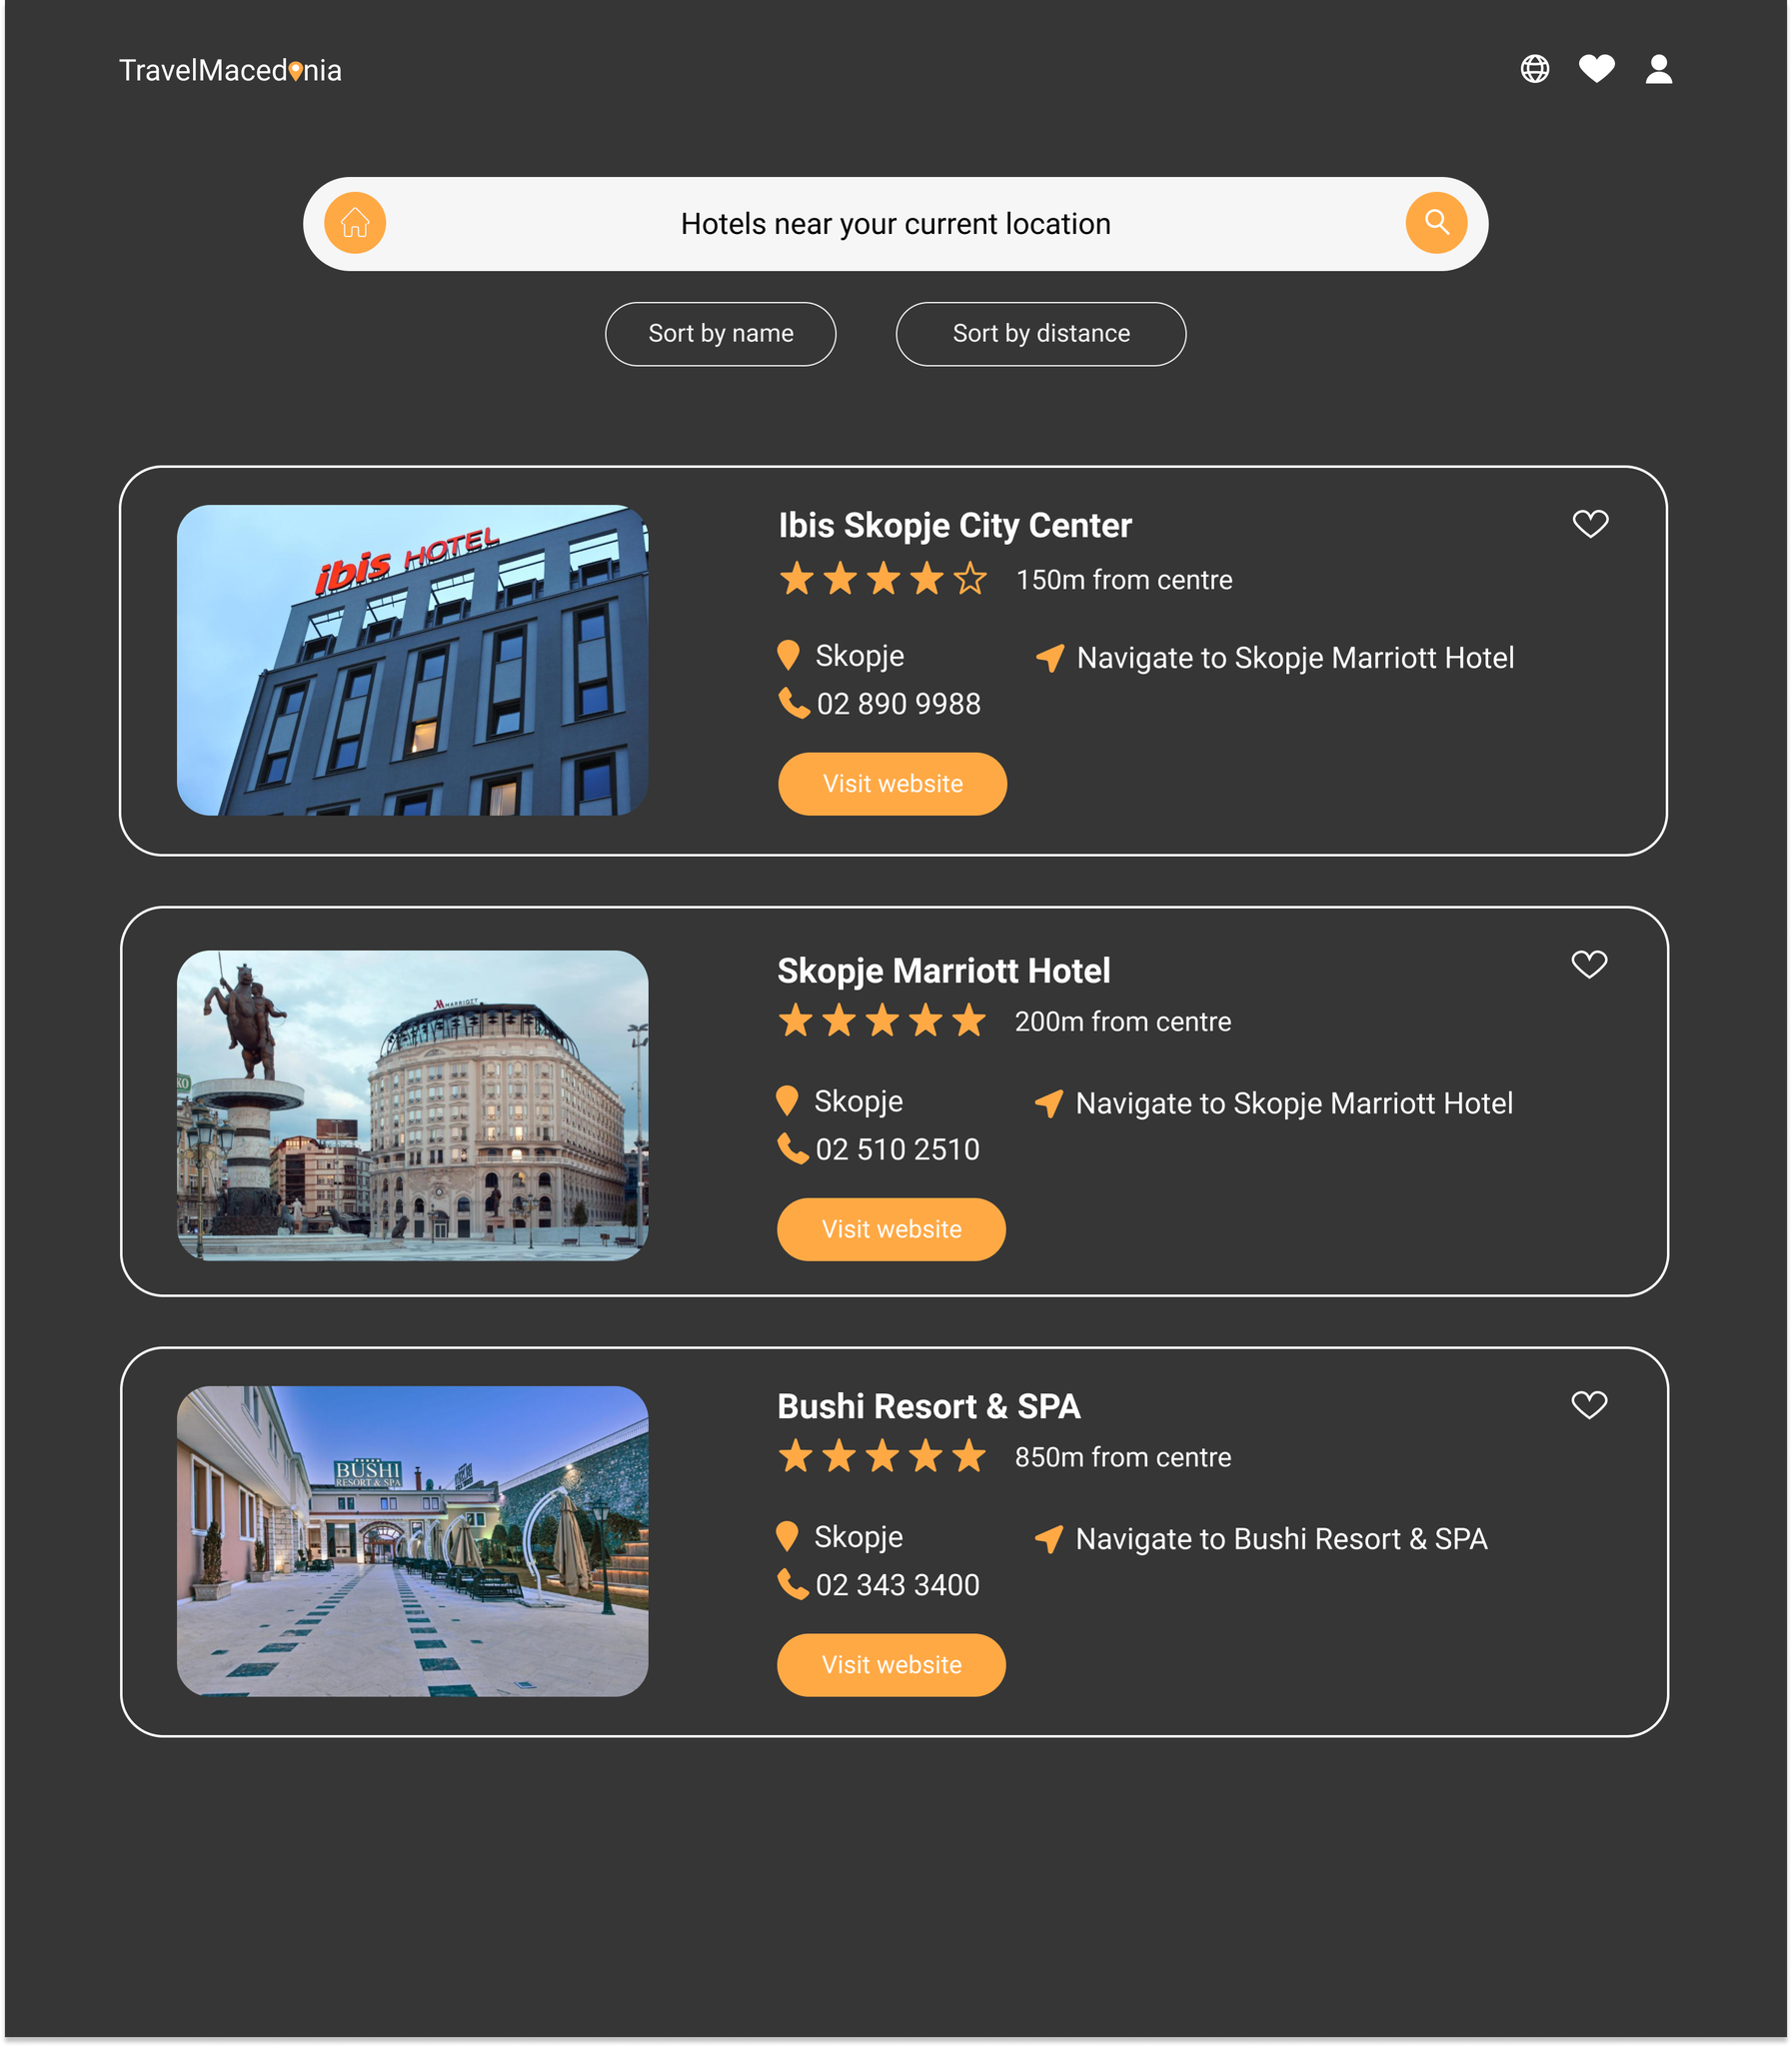 TravelMacedonia
Hotels near your current location
Sort by name
Sort by distance
ibis HOTEL
Ibis Skopje City Center
150m from centre
Skopje
Navigate to Skopje Marriott Hotel
02 890 9988
Visit website
MARRIOTT
KO
Skopje Marriott Hotel
200m from centre
Skopje
Navigate to Skopje Marriott Hotel
02 510 2510
Visit website
BUSHI
RESORT & SPA
Bushi Resort & SPA
850m from centre
Skopje
Navigate to Bushi Resort & SPA
02 343 3400
Visit website